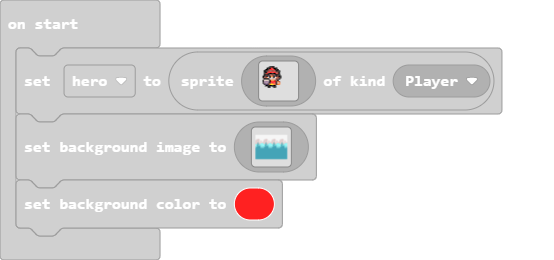 on start
set hero to sprite of kind Player
set background image to
set background color to